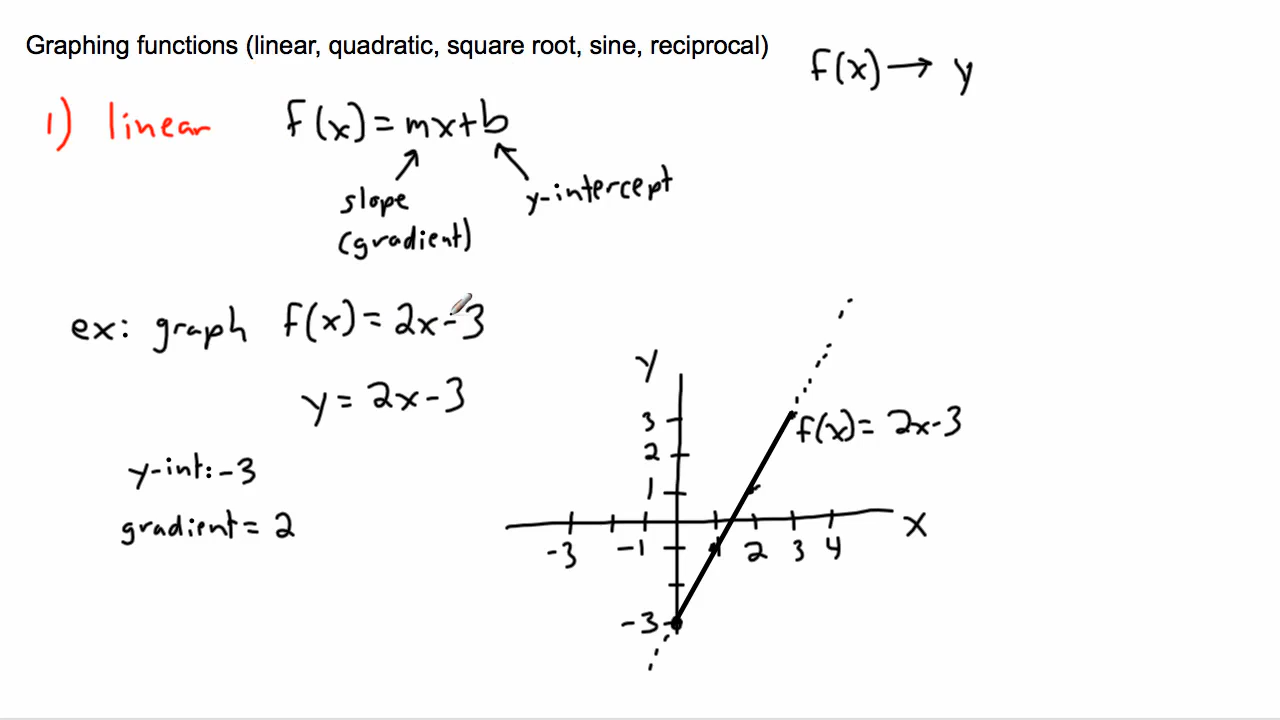 Graphing functions (linear, quadratic, square root, sine, reciprocal)
f(x) → y
1) linear f(x) = mx+b
slope
(gradient)
y-intercept
ex: graph f(x) = 2x-3
y = 2x-3
y-int: -3
gradient = 2
y
3
2
1
f(x) = 2x-3
x
-3 -1 1 2 3 4
-3